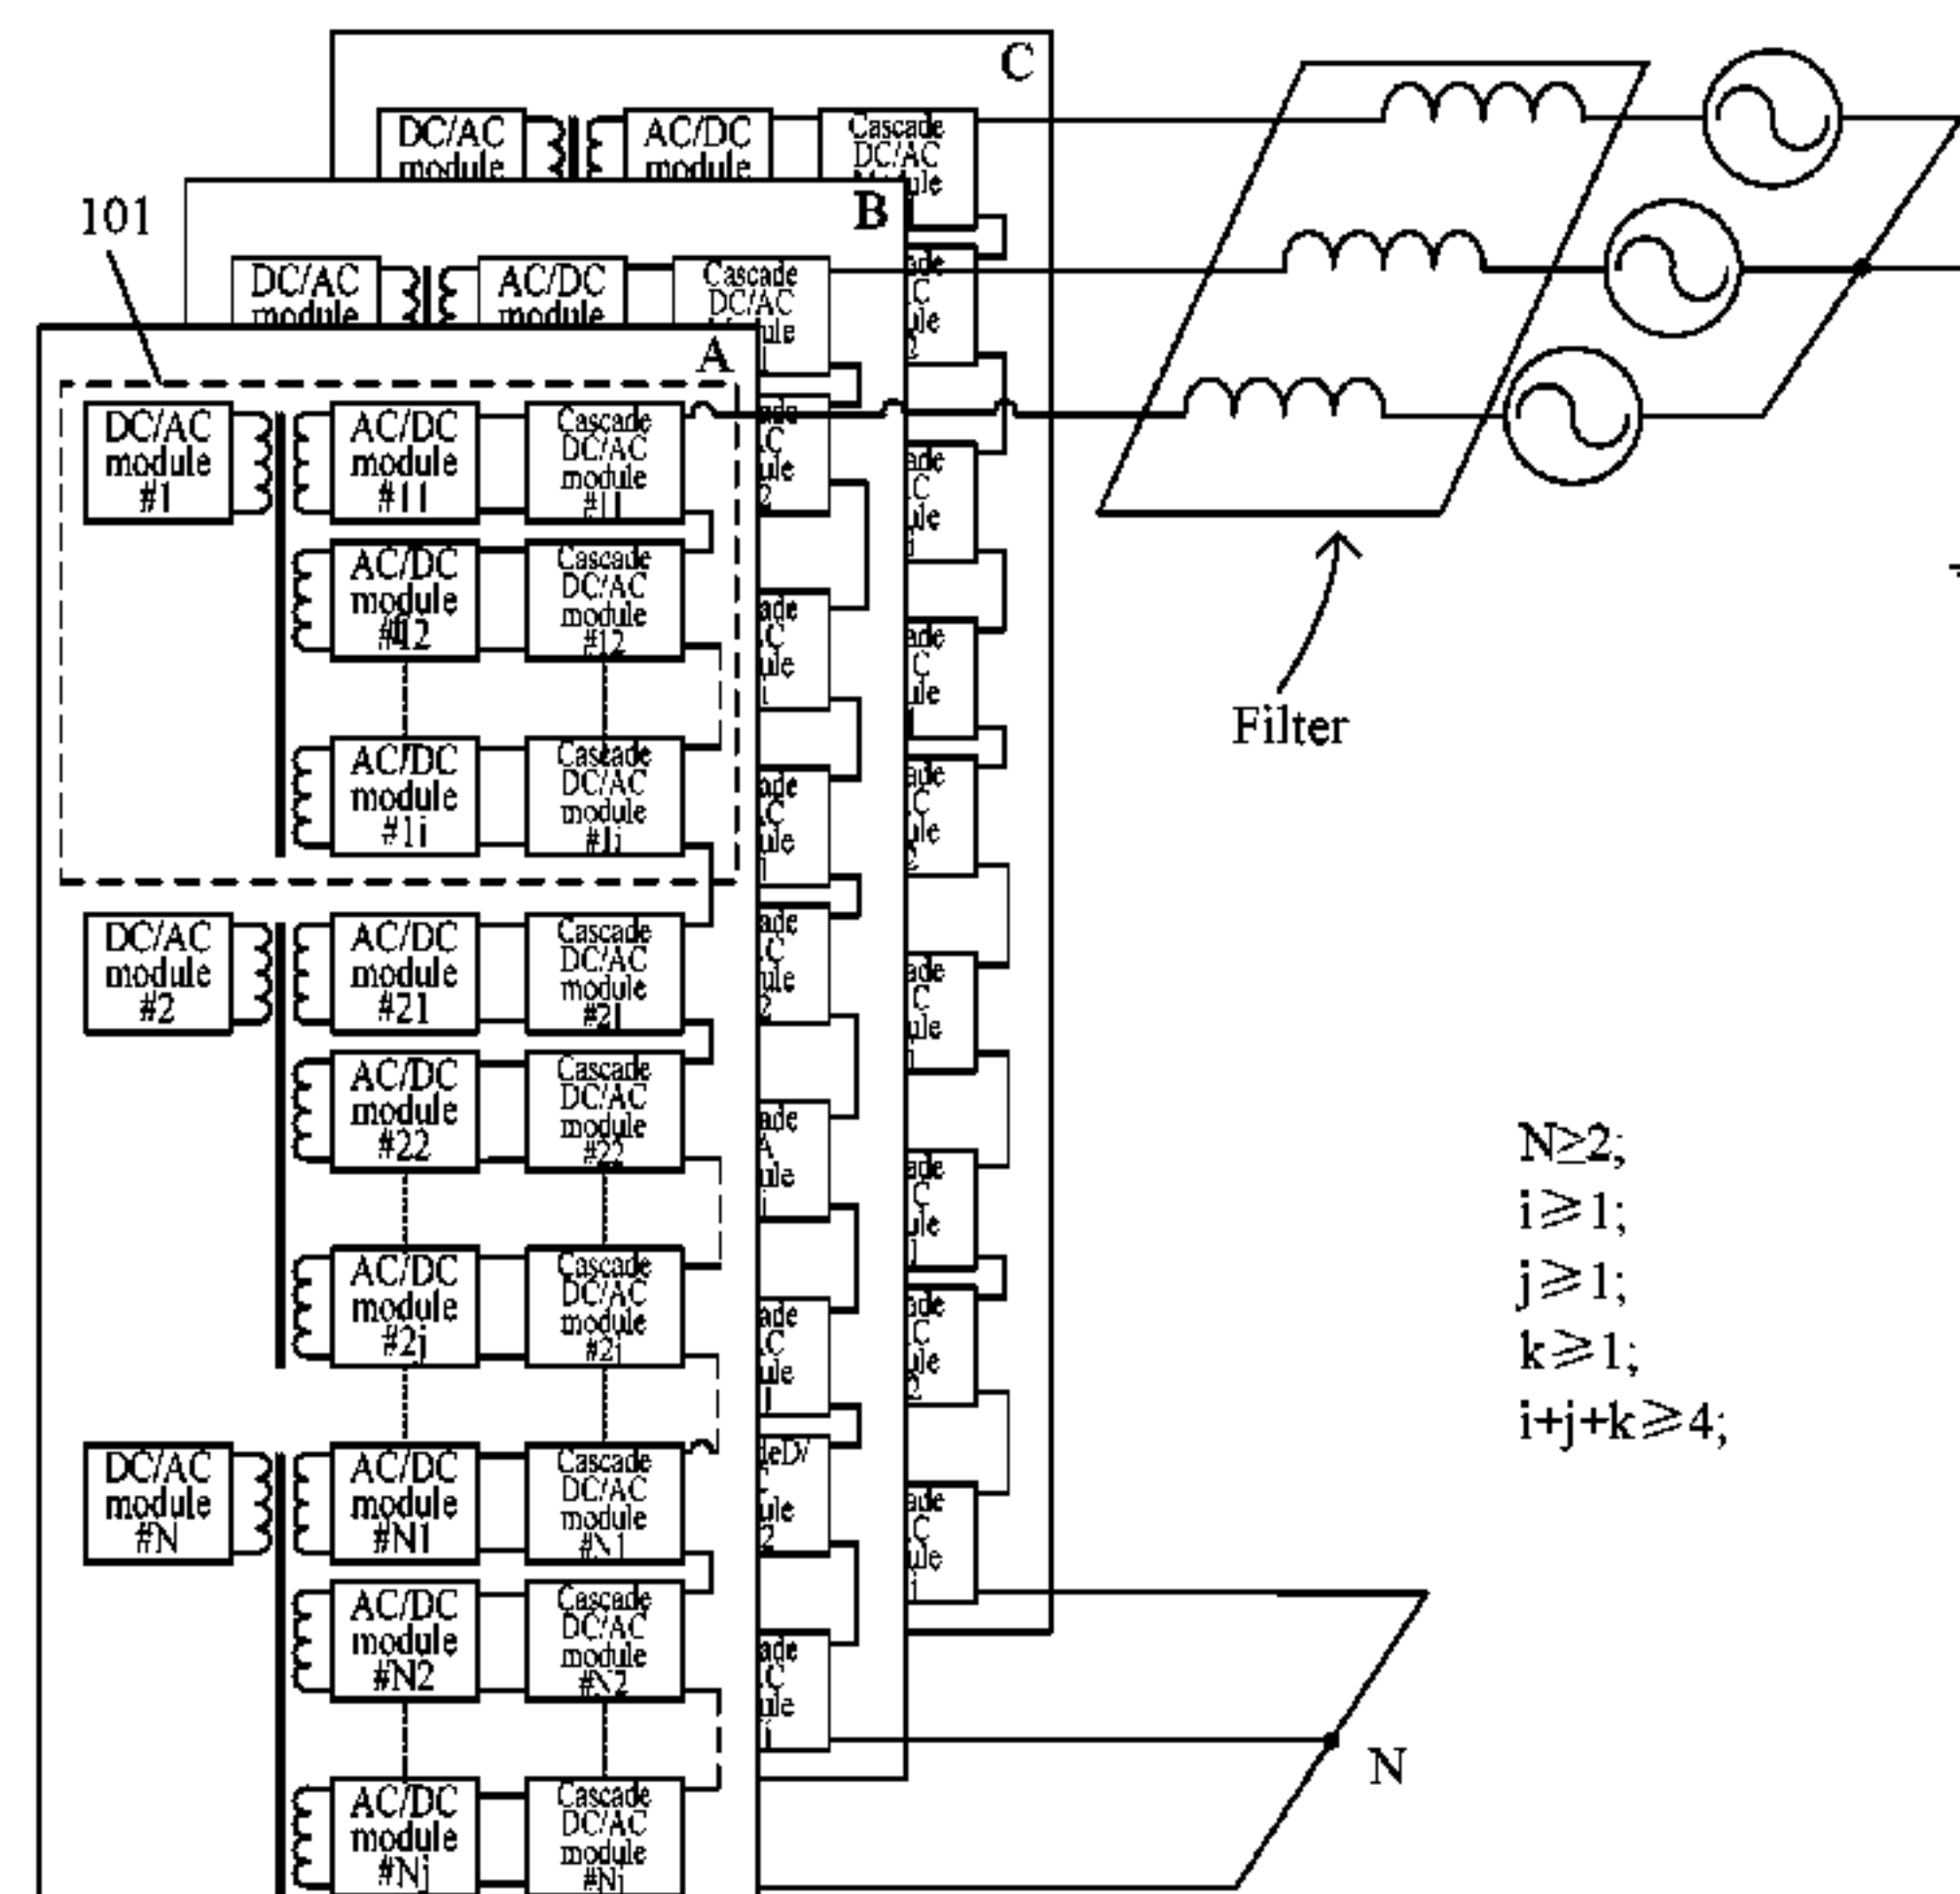 C
DC/AC
module
AC/DC
module
Cascade
DC/AC
B
101
DC/AC
module
AC/DC
module
Cascade
DC/AC
A
DC/AC
module
#1
AC/DC
module
#11
Cascade
DC/AC
module
#11
AC/DC
module
#12
Cascade
DC/AC
module
#12
AC/DC
module
#1i
Cascade
DC/AC
module
#1i
Filter
DC/AC
module
#2
AC/DC
module
#21
Cascade
DC/AC
module
#21
AC/DC
module
#22
Cascade
DC/AC
module
#22
AC/DC
module
#2j
Cascade
DC/AC
module
#2j
N≥2;
i≥1;
j≥1;
k≥1;
i+j+k≥4;
DC/AC
module
#N
AC/DC
module
#N1
Cascade
DC/AC
module
#N1
AC/DC
module
#N2
Cascade
DC/AC
module
#N2
AC/DC
module
#Nj
Cascade
DC/AC
module
#Nj
N